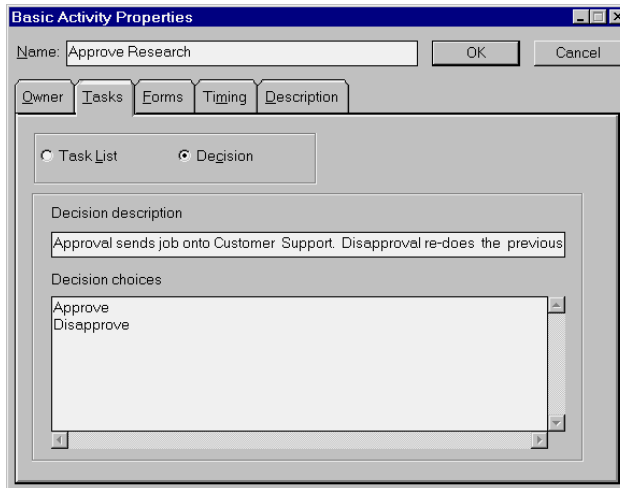 Basic Activity Properties
Name: Approve Research OK Cancel
Owner Tasks Forms Timing Description
Task List Decision
Decision description
Approval sends job onto Customer Support. Disapproval re-does the previous
Decision choices
Approve
Disapprove